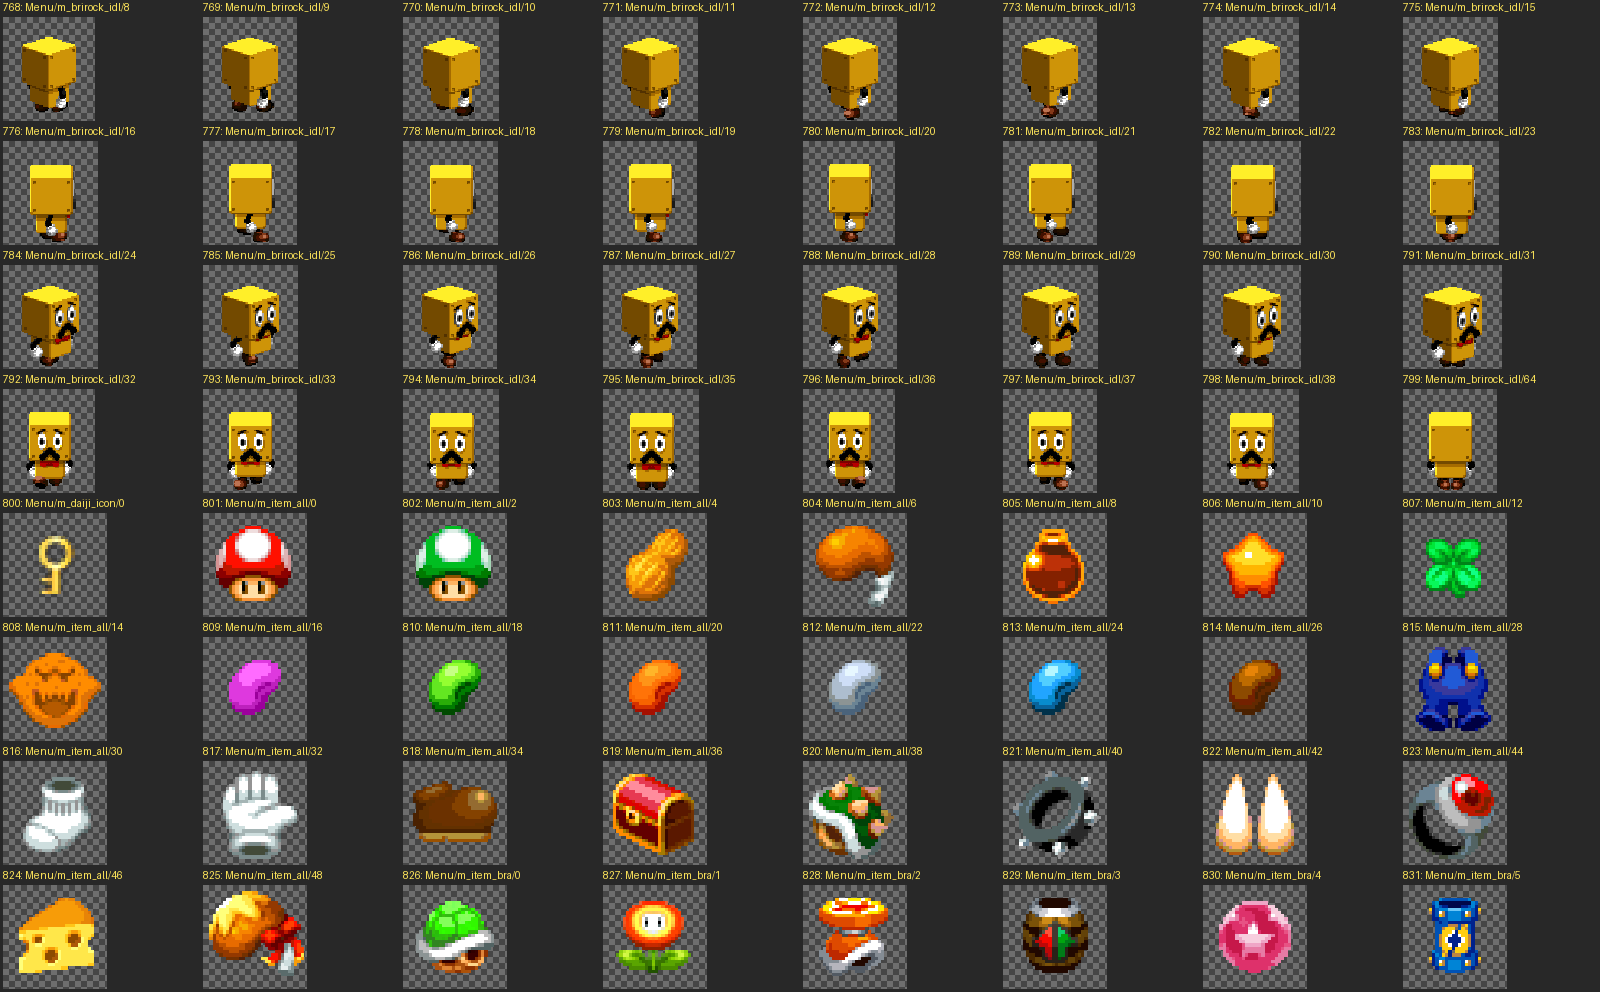 768: Menu/m_brirock_idl/8 769: Menu/m_brirock_idl/9 770: Menu/m_brirock_idl/10 771: Menu/m_brirock_idl/11 772: Menu/m_brirock_idl/12 773: Menu/m_brirock_idl/13 774: Menu/m_brirock_idl/14 775: Menu/m_brirock_idl/15
776: Menu/m_brirock_idl/16 777: Menu/m_brirock_idl/17 778: Menu/m_brirock_idl/18 779: Menu/m_brirock_idl/19 780: Menu/m_brirock_idl/20 781: Menu/m_brirock_idl/21 782: Menu/m_brirock_idl/22 783: Menu/m_brirock_idl/23
784: Menu/m_brirock_idl/24 785: Menu/m_brirock_idl/25 786: Menu/m_brirock_idl/26 787: Menu/m_brirock_idl/27 788: Menu/m_brirock_idl/28 789: Menu/m_brirock_idl/29 790: Menu/m_brirock_idl/30 791: Menu/m_brirock_idl/31
792: Menu/m_brirock_idl/32 793: Menu/m_brirock_idl/33 794: Menu/m_brirock_idl/34 795: Menu/m_brirock_idl/35 796: Menu/m_brirock_idl/36 797: Menu/m_brirock_idl/37 798: Menu/m_brirock_idl/38 799: Menu/m_brirock_idl/64
800: Menu/m_daiji_icon/0 801: Menu/m_item_all/0 802: Menu/m_item_all/2 803: Menu/m_item_all/4 804: Menu/m_item_all/6 805: Menu/m_item_all/8 806: Menu/m_item_all/10 807: Menu/m_item_all/12
808: Menu/m_item_all/14 809: Menu/m_item_all/16 810: Menu/m_item_all/18 811: Menu/m_item_all/20 812: Menu/m_item_all/22 813: Menu/m_item_all/24 814: Menu/m_item_all/26 815: Menu/m_item_all/28
816: Menu/m_item_all/30 817: Menu/m_item_all/32 818: Menu/m_item_all/34 819: Menu/m_item_all/36 820: Menu/m_item_all/38 821: Menu/m_item_all/40 822: Menu/m_item_all/42 823: Menu/m_item_all/44
824: Menu/m_item_all/46 825: Menu/m_item_all/48 826: Menu/m_item_bra/0 827: Menu/m_item_bra/1 828: Menu/m_item_bra/2 829: Menu/m_item_bra/3 830: Menu/m_item_bra/4 831: Menu/m_item_bra/5